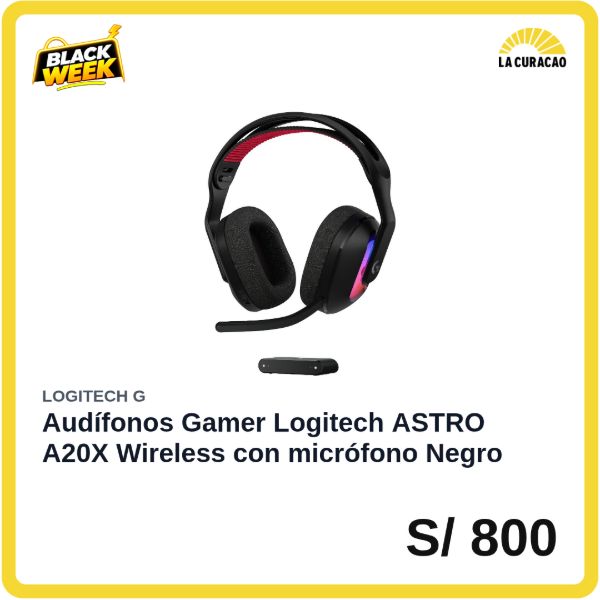 BLACK
WEEK
LA CURACAO
LOGITECH G
Audífonos Gamer Logitech ASTRO
A20X Wireless con micrófono Negro
S/ 800